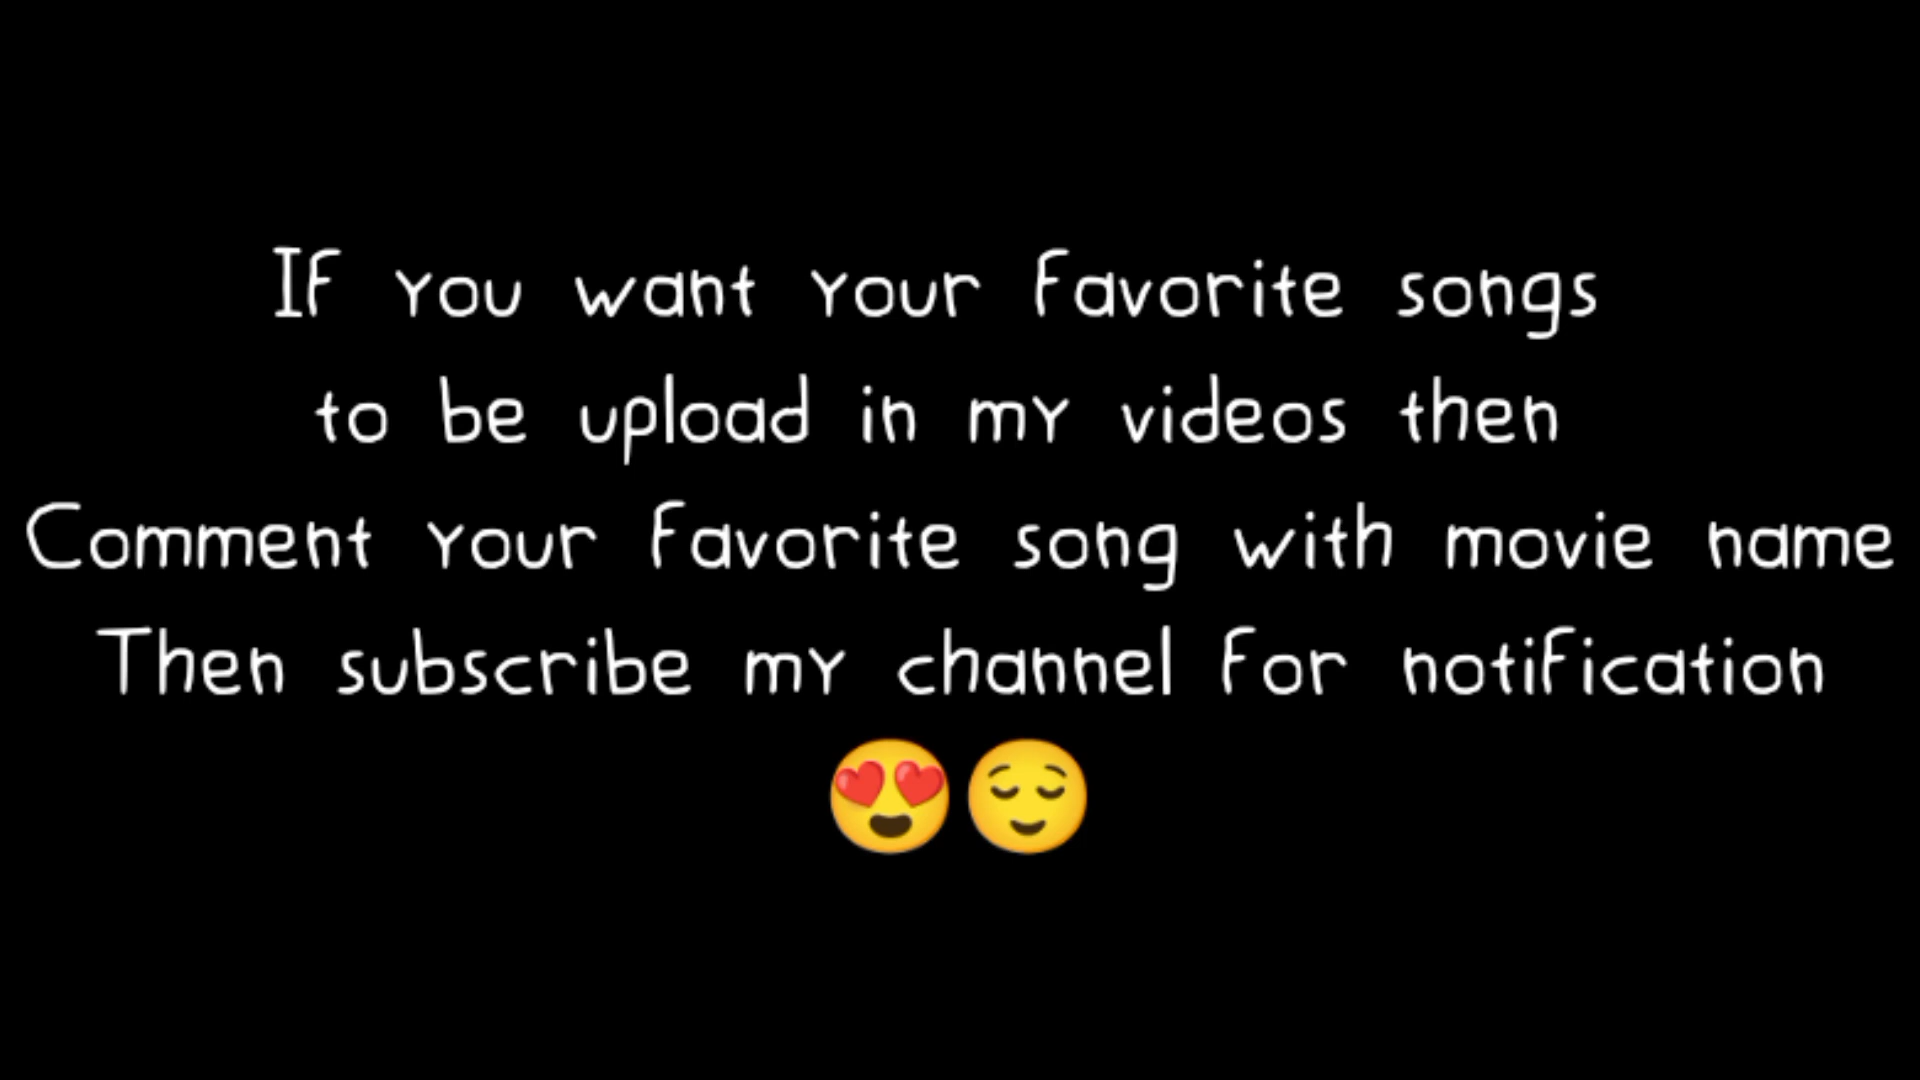 If you want your favorite songs
to be upload in my videos then
Comment your favorite song with movie name
Then subscribe my channel for notification
😍😌